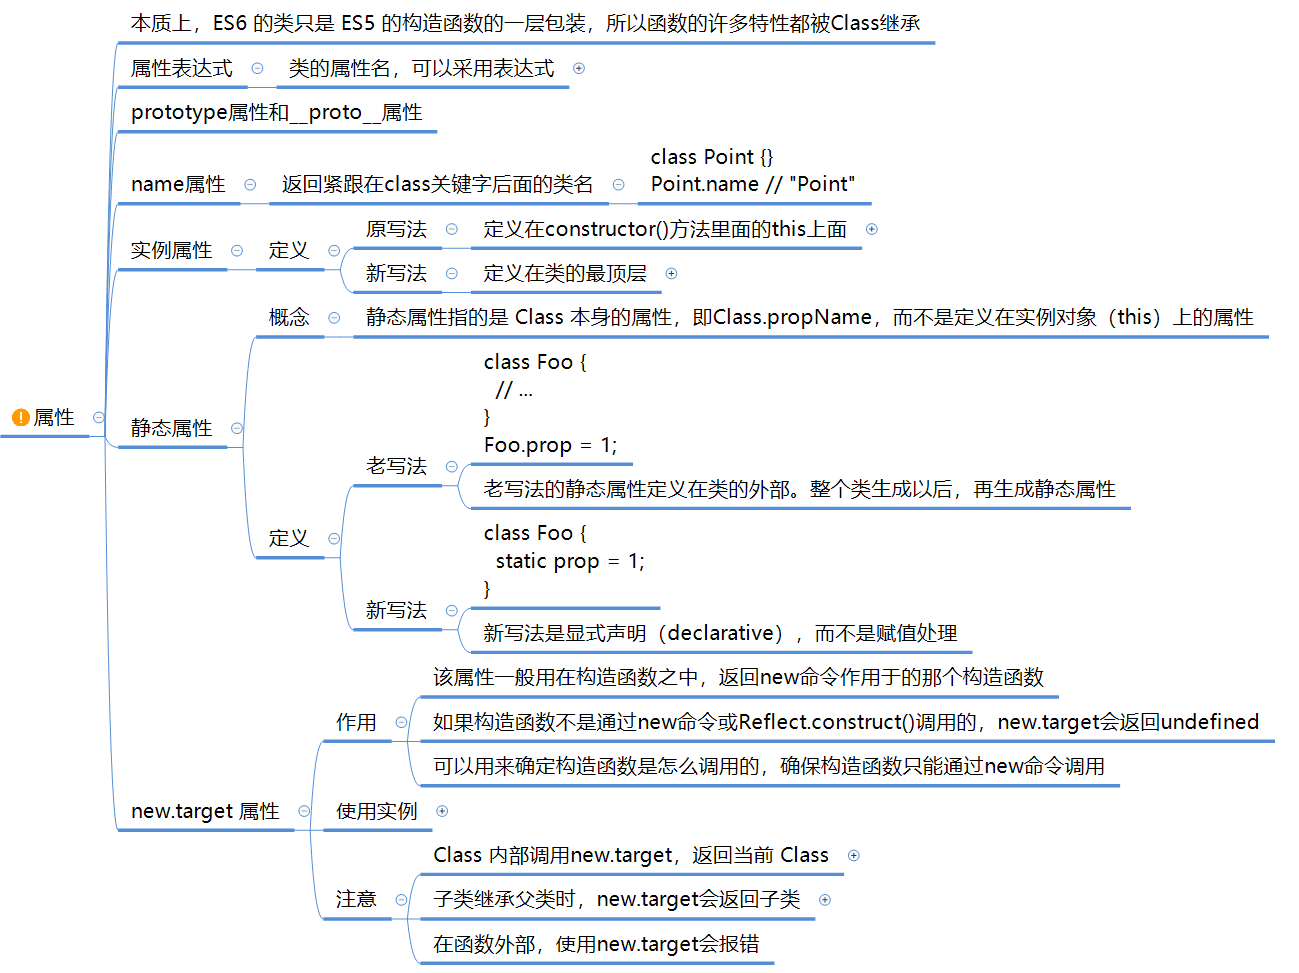 本质上，ES6 的类只是 ES5 的构造函数的一层包装，所以函数的许多特性都被Class继承
属性表达式
类的属性名，可以采用表达式
prototype属性和__proto__属性
name属性
返回紧跟在class关键字后面的类名
class Point {}
Point.name // "Point"
实例属性
定义
原写法
定义在constructor()方法里面的this上面
新写法
定义在类的最顶层
属性
静态属性
概念
静态属性指的是 Class 本身的属性，即Class.propName，而不是定义在实例对象（this）上的属性
定义
老写法
class Foo {
// ...
}
Foo.prop = 1;
老写法的静态属性定义在类的外部。整个类生成以后，再生成静态属性
新写法
class Foo {
static prop = 1;
}
新写法是显式声明（declarative），而不是赋值处理
new.target 属性
作用
该属性一般用在构造函数之中，返回new命令作用于的那个构造函数
如果构造函数不是通过new命令或Reflect.construct()调用的，new.target会返回undefined
可以用来确定构造函数是怎么调用的，确保构造函数只能通过new命令调用
使用实例
注意
Class 内部调用new.target，返回当前 Class
子类继承父类时，new.target会返回子类
在函数外部，使用new.target会报错